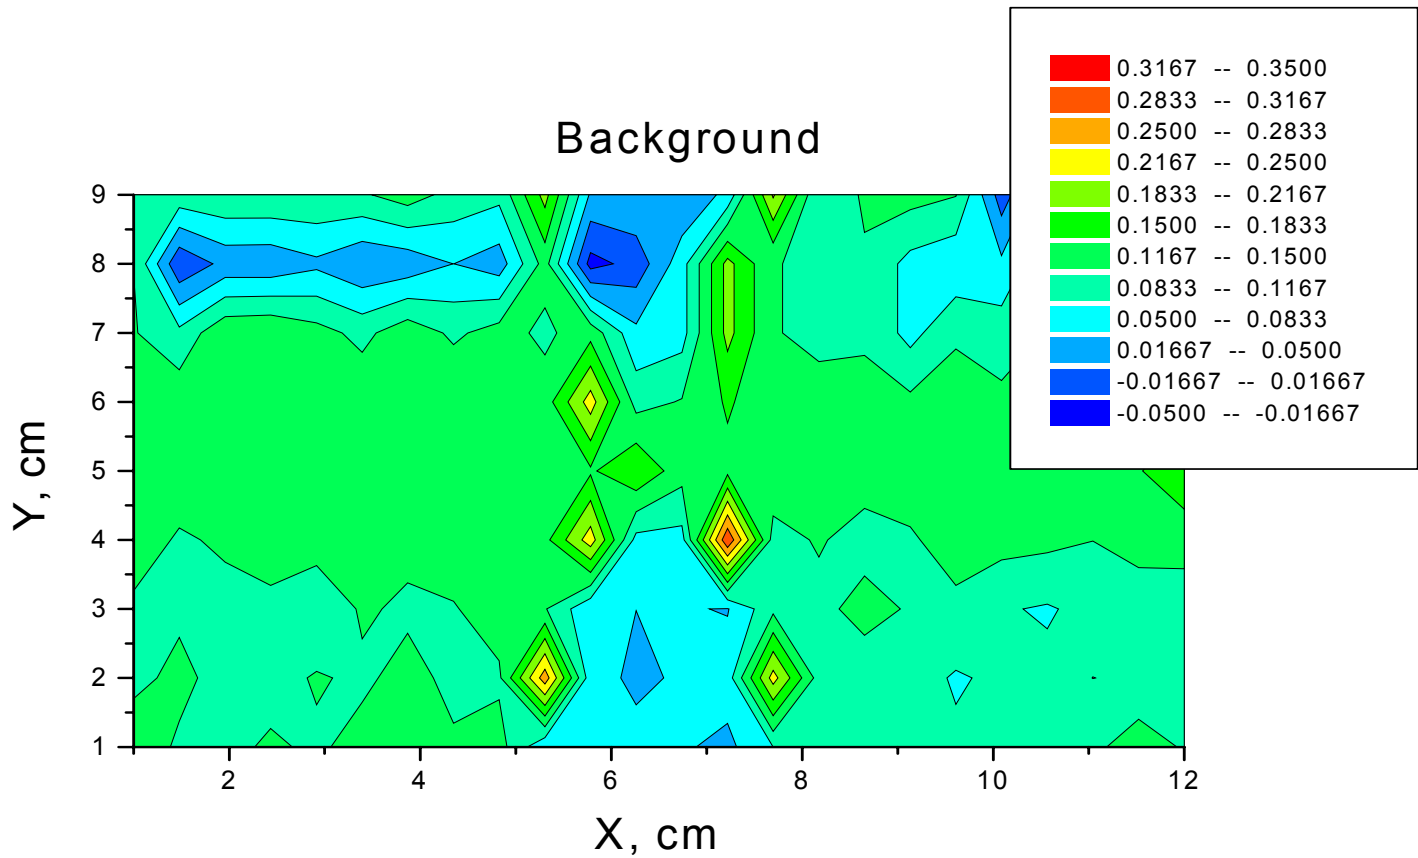 0.3167 -- 0.3500
0.2833 -- 0.3167
0.2500 -- 0.2833
0.2167 -- 0.2500
0.1833 -- 0.2167
0.1500 -- 0.1833
0.1167 -- 0.1500
0.0833 -- 0.1167
0.0500 -- 0.0833
0.01667 -- 0.0500
-0.01667 -- 0.01667
-0.0500 -- -0.01667
Background
9
8
7
6
5
4
3
2
1
Y, cm
2 4 6 8 10 12
X, cm